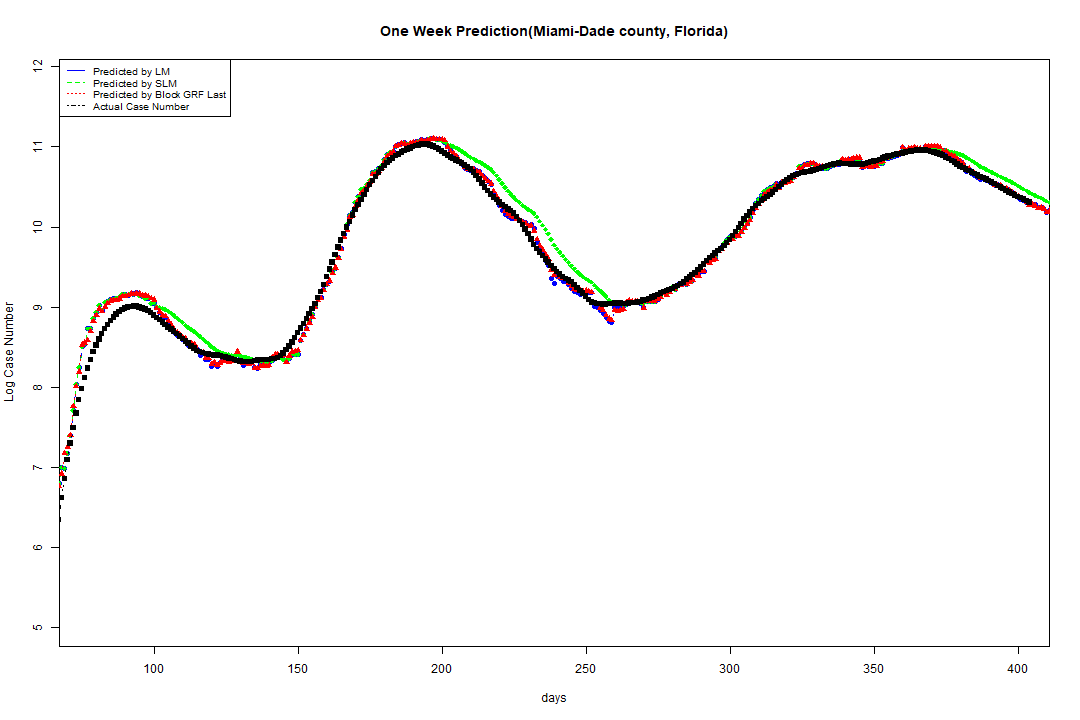 One Week Prediction(Miami-Dade county, Florida)
Predicted by LM
Predicted by SLM
Predicted by Block GRF Last
Actual Case Number
Log Case Number
12
11
10
9
8
7
6
5
100 150 200 250 300 350 400
days